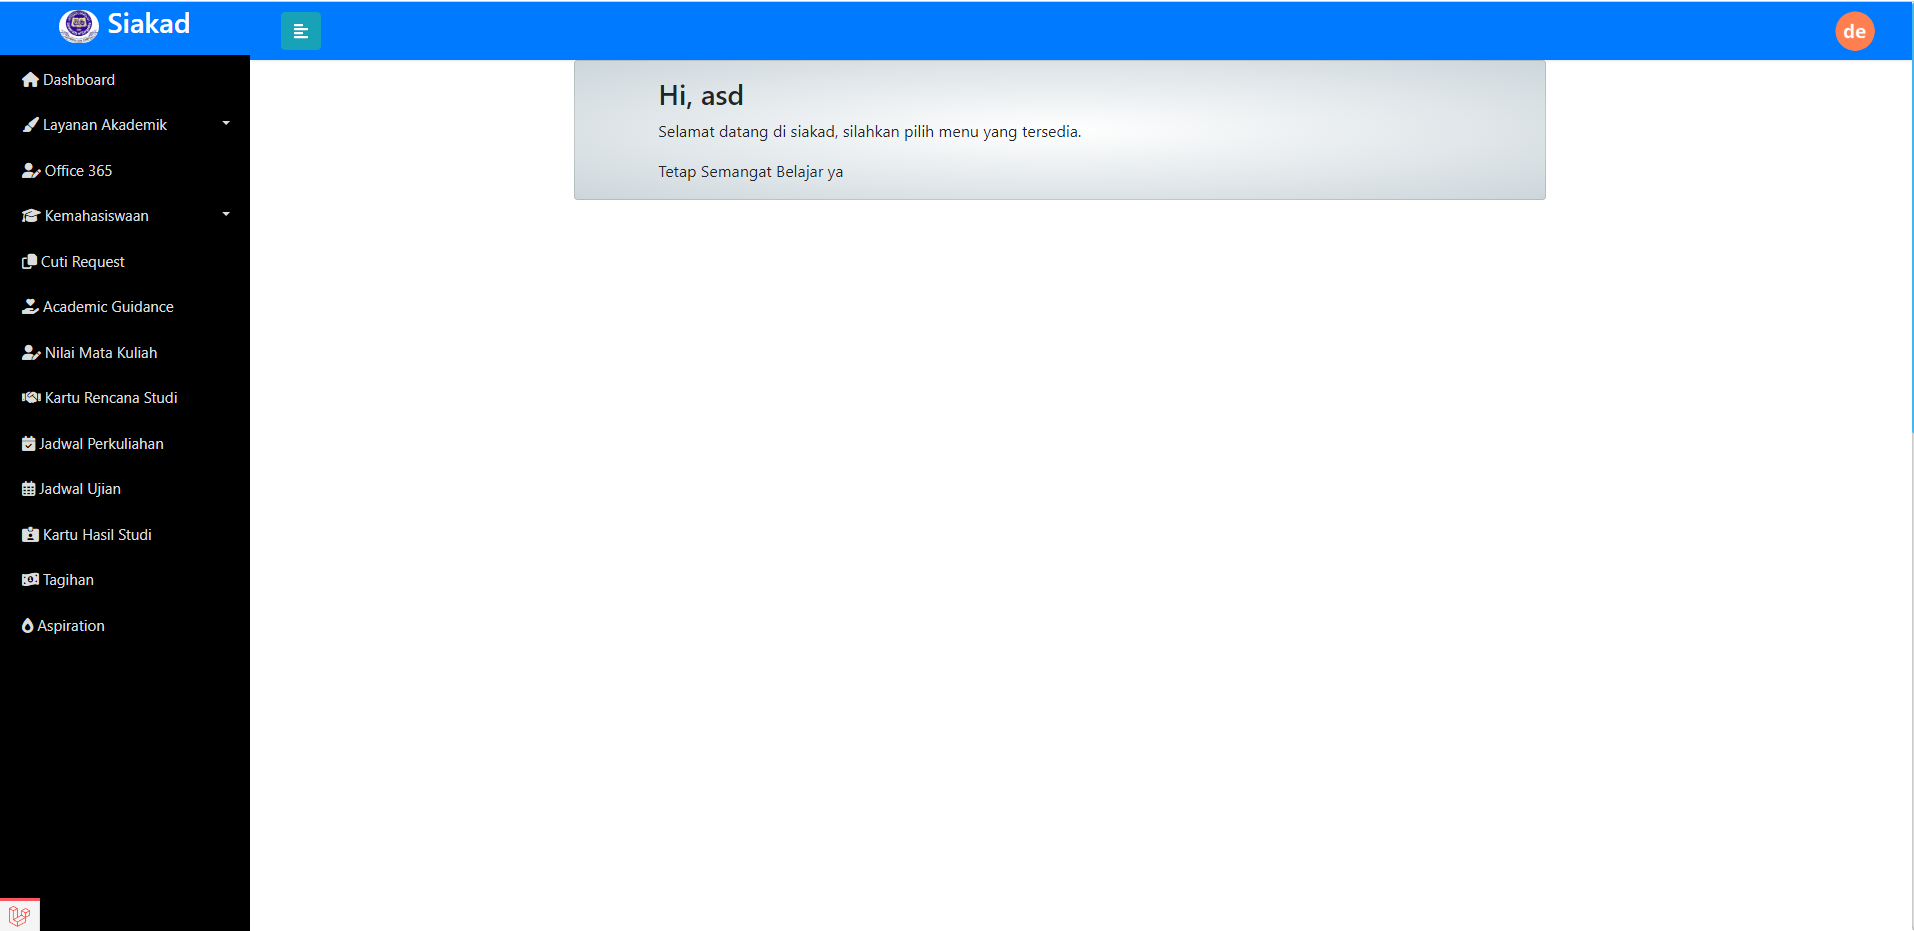 Siakad
de
Dashboard
Layanan Akademik
Office 365
Kemahasiswaan
Cuti Request
Academic Guidance
Nilai Mata Kuliah
Kartu Rencana Studi
Jadwal Perkuliahan
Jadwal Ujian
Kartu Hasil Studi
Tagihan
Aspiration
Hi, asd
Selamat datang di siakad, silahkan pilih menu yang tersedia.
Tetap Semangat Belajar ya